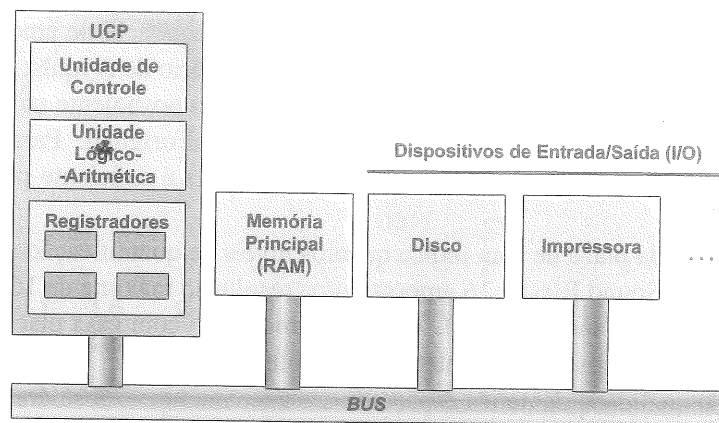 UCP
Unidade de
Controle
Unidade
Lógico-
-Aritmética
Registradores
Dispositivos de Entrada/Saída (I/O)
Memória
Principal
(RAM)
Disco
Impressora
...
BUS